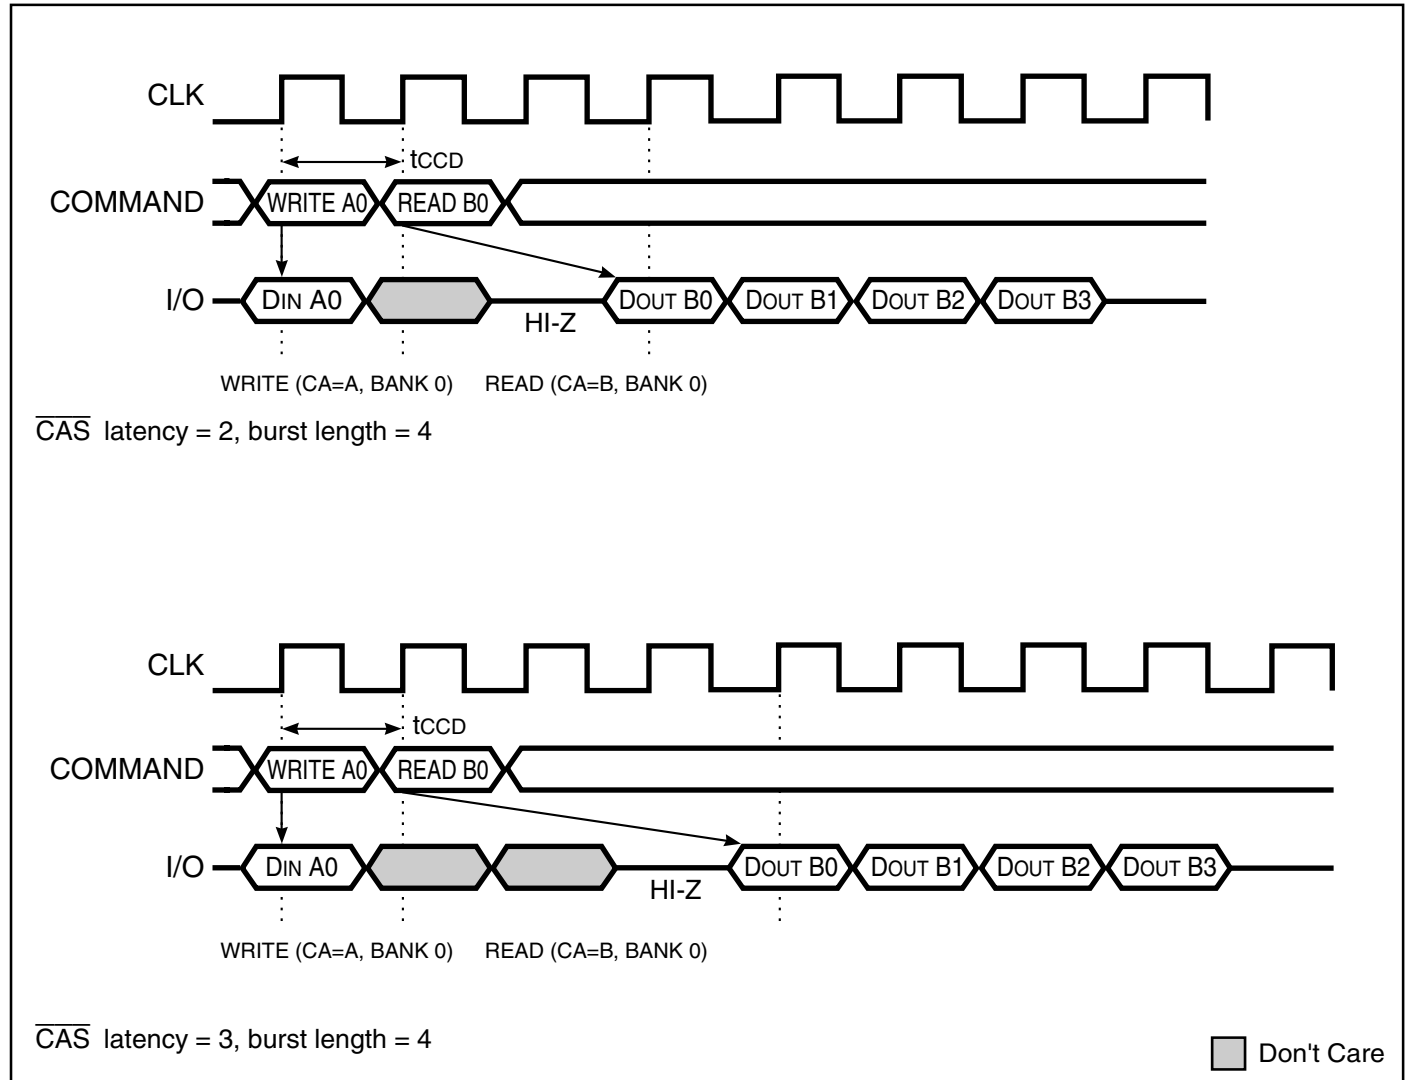 CLK
tCCD
COMMAND WRITE A0 READ B0
I/O DIN A0 HI-Z DOUT B0 DOUT B1 DOUT B2 DOUT B3
WRITE (CA=A, BANK 0) READ (CA=B, BANK 0)
CAS latency = 2, burst length = 4
CLK
tCCD
COMMAND WRITE A0 READ B0
I/O DIN A0 HI-Z DOUT B0 DOUT B1 DOUT B2 DOUT B3
WRITE (CA=A, BANK 0) READ (CA=B, BANK 0)
CAS latency = 3, burst length = 4
Don't Care